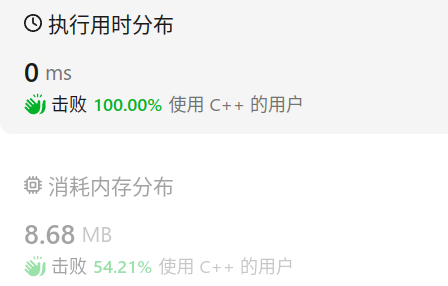 执行用时分布
0 ms
击败 100.00% 使用 C++ 的用户
消耗内存分布
8.68 MB
击败 54.21% 使用 C++ 的用户